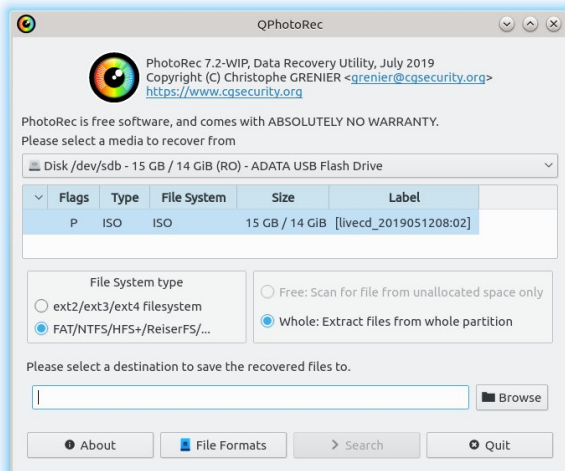 QPhotoRec
PhotoRec 7.2-WIP, Data Recovery Utility, July 2019
Copyright (C) Christophe GRENIER <grenier@cgsecurity.org>
https://www.cgsecurity.org
PhotoRec is free software, and comes with ABSOLUTELY NO WARRANTY.
Please select a media to recover from
Disk /dev/sdb - 15 GB / 14 GiB (RO) - ADATA USB Flash Drive
Flags Type File System Size Label
P ISO ISO 15 GB / 14 GiB [livecd_2019051208:02]
File System type
ext2/ext3/ext4 filesystem
FAT/NTFS/HFS+/ReiserFS/...
Free: Scan for file from unallocated space only
Whole: Extract files from whole partition
Please select a destination to save the recovered files to.
Browse
About File Formats Search Quit